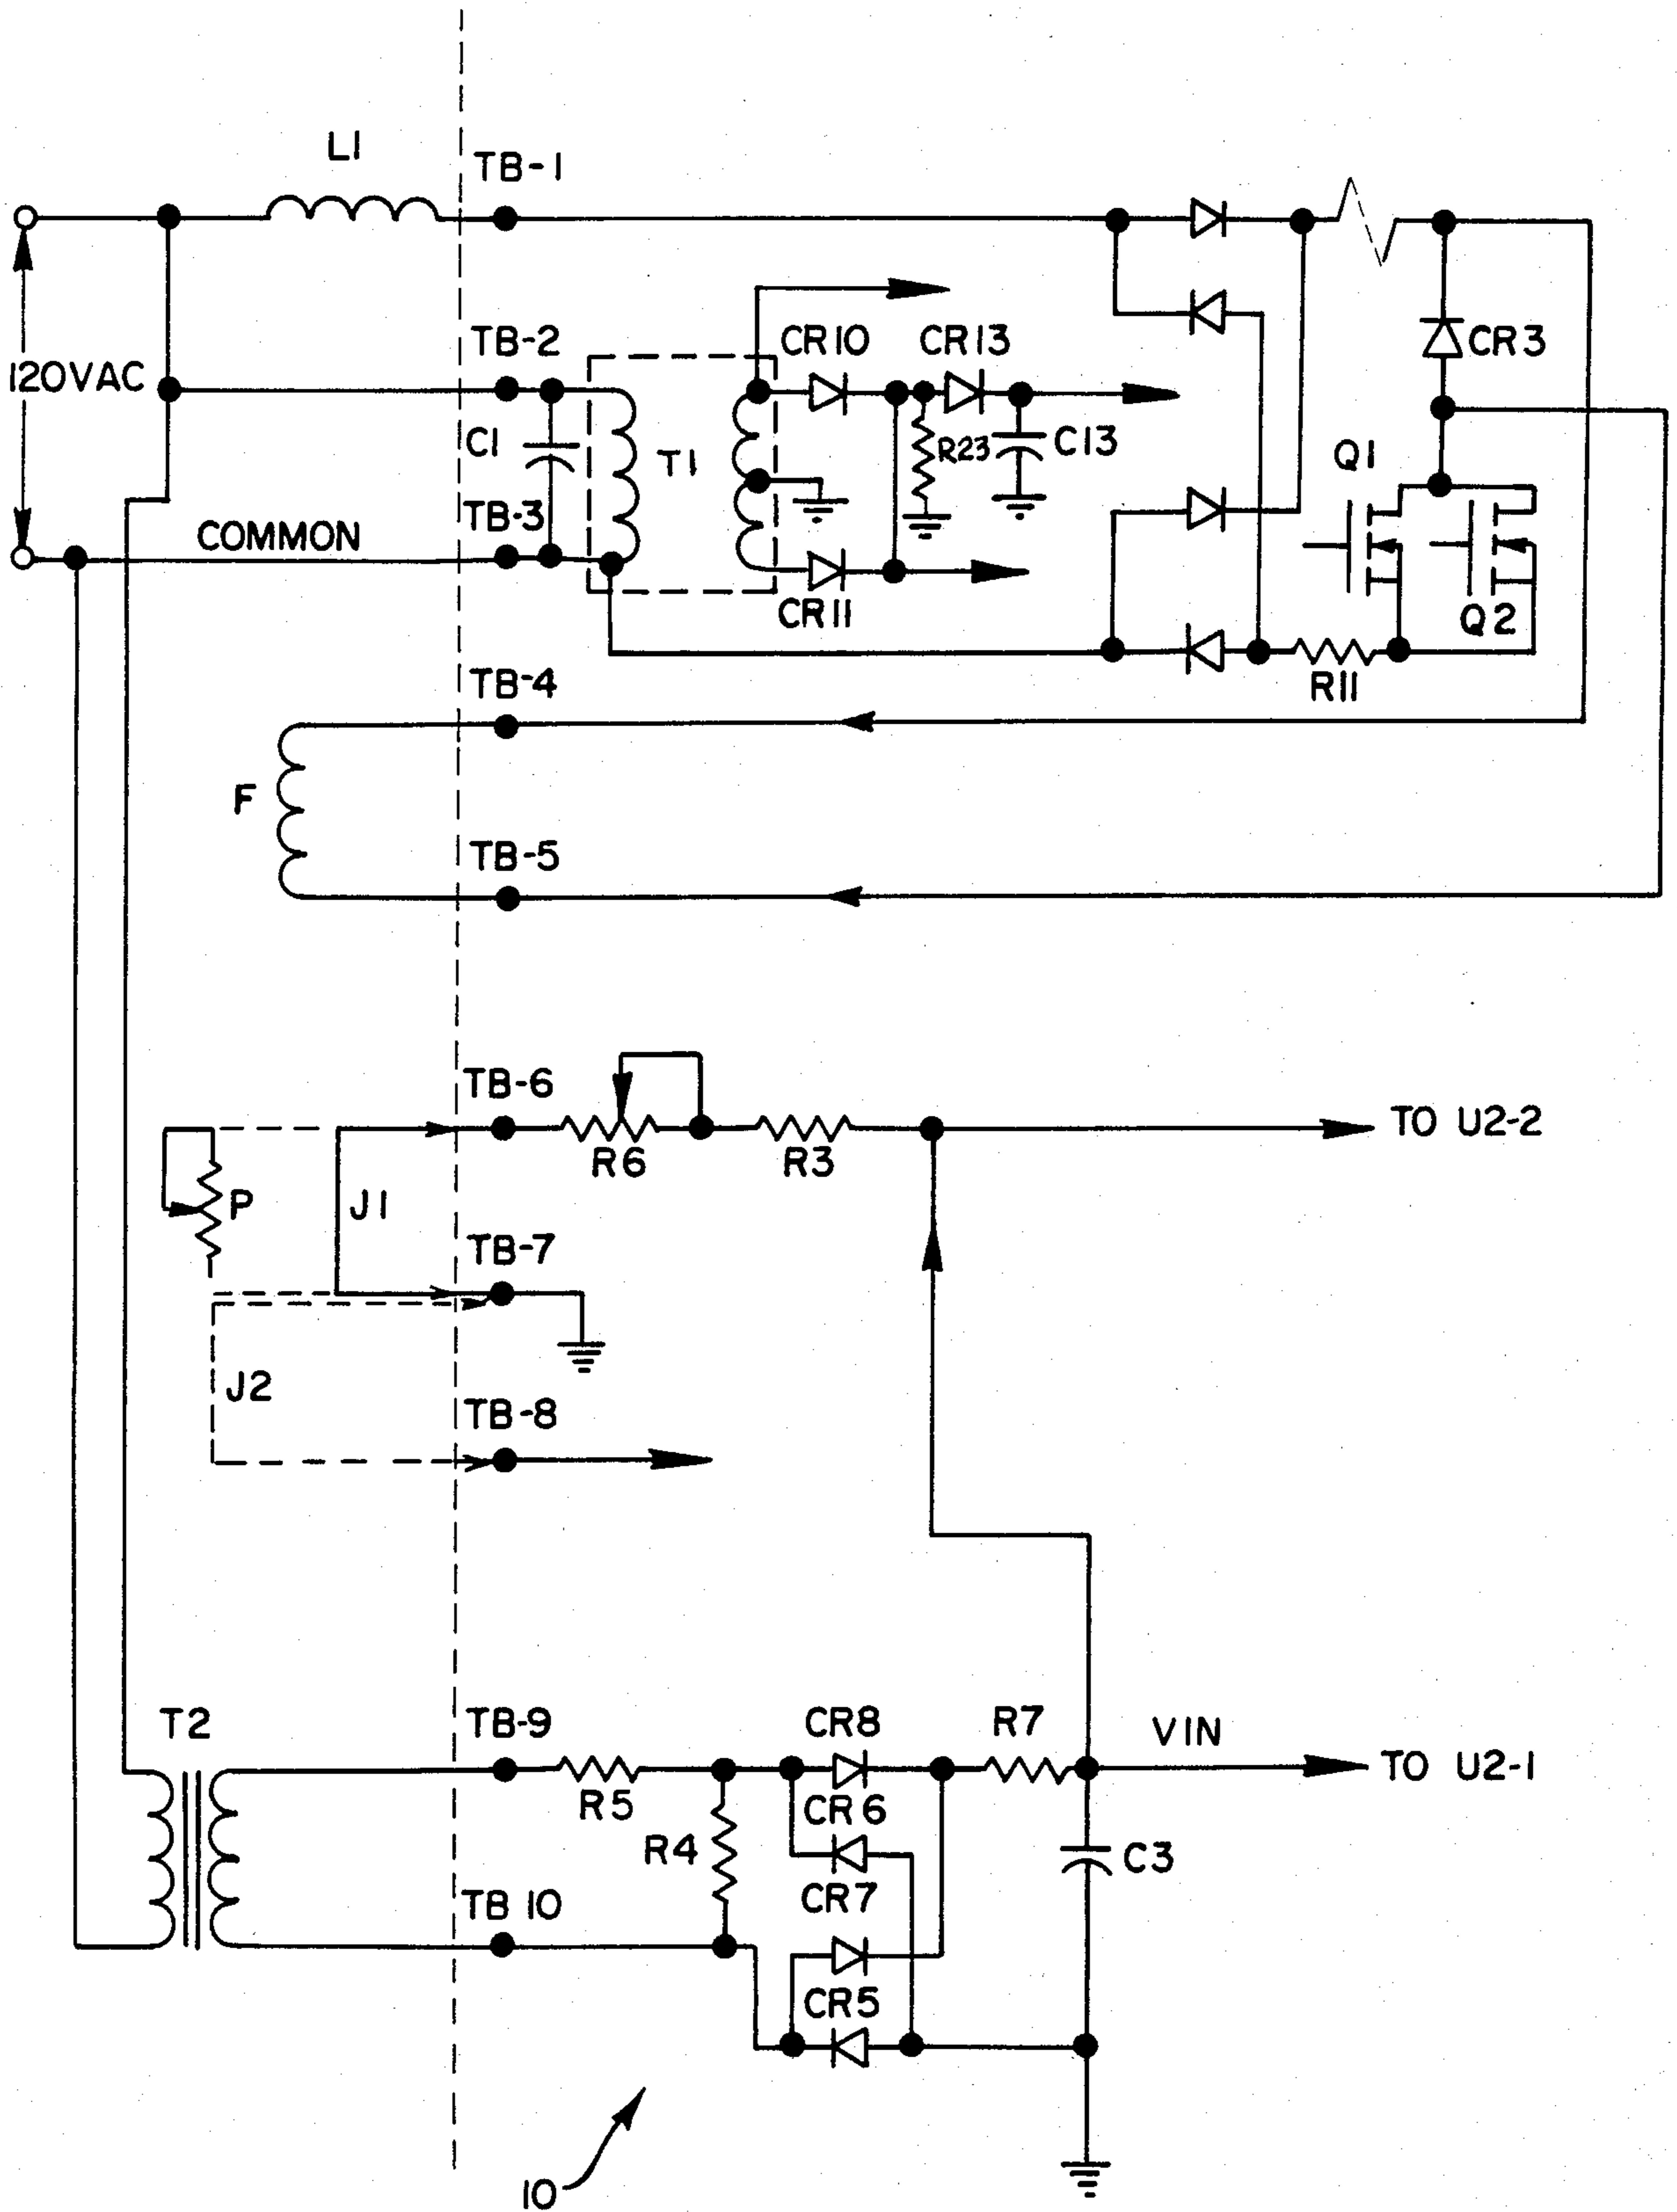 L1
TB-1
120VAC
TB-2
CR10
CR13
CR3
C1
T1
R23
C13
Q1
TB-3
COMMON
CR11
Q2
TB-4
R11
F
TB-5
TB-6
TO U2-2
R6
R3
P
J1
TB-7
J2
TB-8
T2
TB-9
CR8
R7
VIN
TO U2-1
R5
CR6
R4
C3
CR7
TB 10
CR5
10